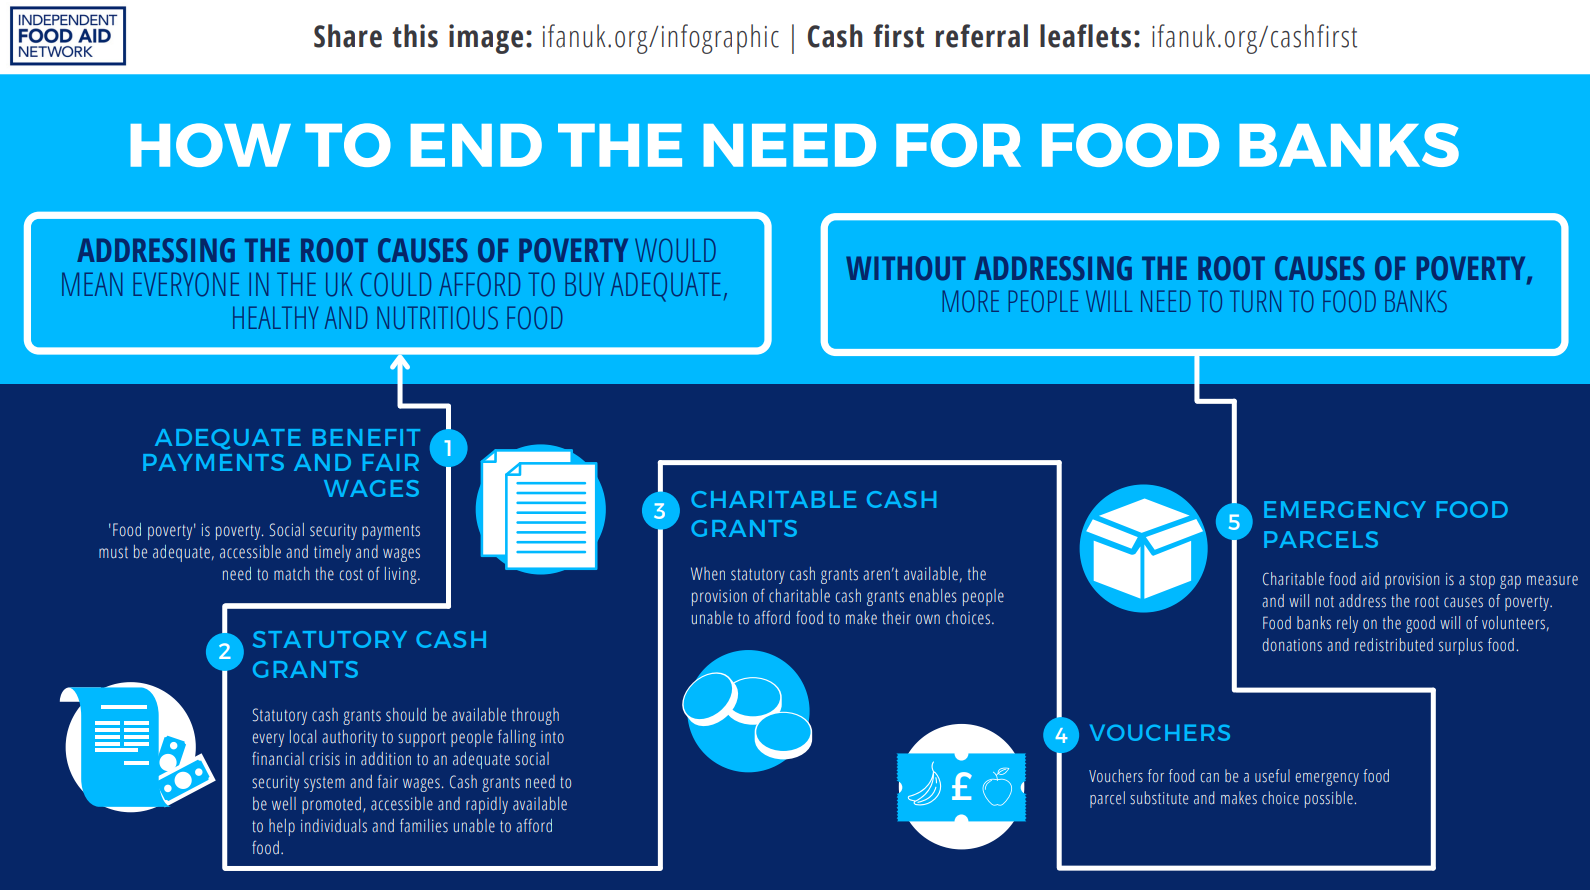 INDEPENDENT
FOOD AID
NETWORK
Share this image: ifanuk.org/infographic | Cash first referral leaflets: ifanuk.org/cashfirst
HOW TO END THE NEED FOR FOOD BANKS
ADDRESSING THE ROOT CAUSES OF POVERTY WOULD
MEAN EVERYONE IN THE UK COULD AFFORD TO BUY ADEQUATE,
HEALTHY AND NUTRITIOUS FOOD
WITHOUT ADDRESSING THE ROOT CAUSES OF POVERTY,
MORE PEOPLE WILL NEED TO TURN TO FOOD BANKS
1
ADEQUATE BENEFIT
PAYMENTS AND FAIR
WAGES
'Food poverty' is poverty. Social security payments
must be adequate, accessible and timely and wages
need to match the cost of living.
2
STATUTORY CASH
GRANTS
Statutory cash grants should be available through
every local authority to support people falling into
financial crisis in addition to an adequate social
security system and fair wages. Cash grants need to
be well promoted, accessible and rapidly available
to help individuals and families unable to afford
food.
3
CHARITABLE CASH
GRANTS
When statutory cash grants aren't available, the
provision of charitable cash grants enables people
unable to afford food to make their own choices.
£
4
VOUCHERS
Vouchers for food can be a useful emergency food
parcel substitute and makes choice possible.
5
EMERGENCY FOOD
PARCELS
Charitable food aid provision is a stop gap measure
and will not address the root causes of poverty.
Food banks rely on the good will of volunteers,
donations and redistributed surplus food.